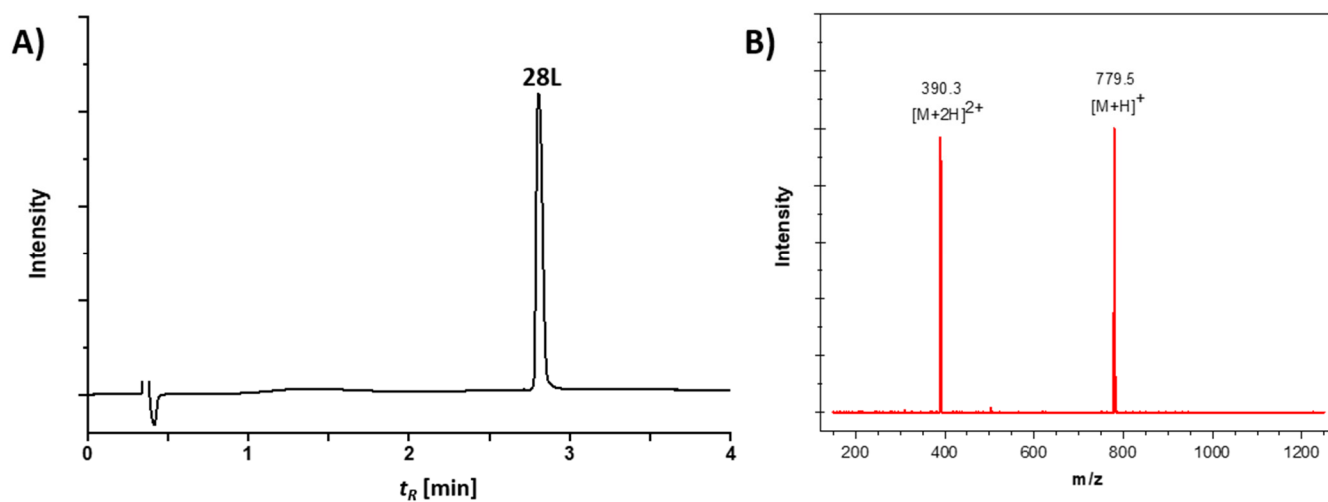 A)
28L
Intensity
0 1 2 3 4
t_R [min]
B)
390.3
[M+2H]²⁺
779.5
[M+H]⁺
Intensity
200 400 600 800 1000 1200
m/z